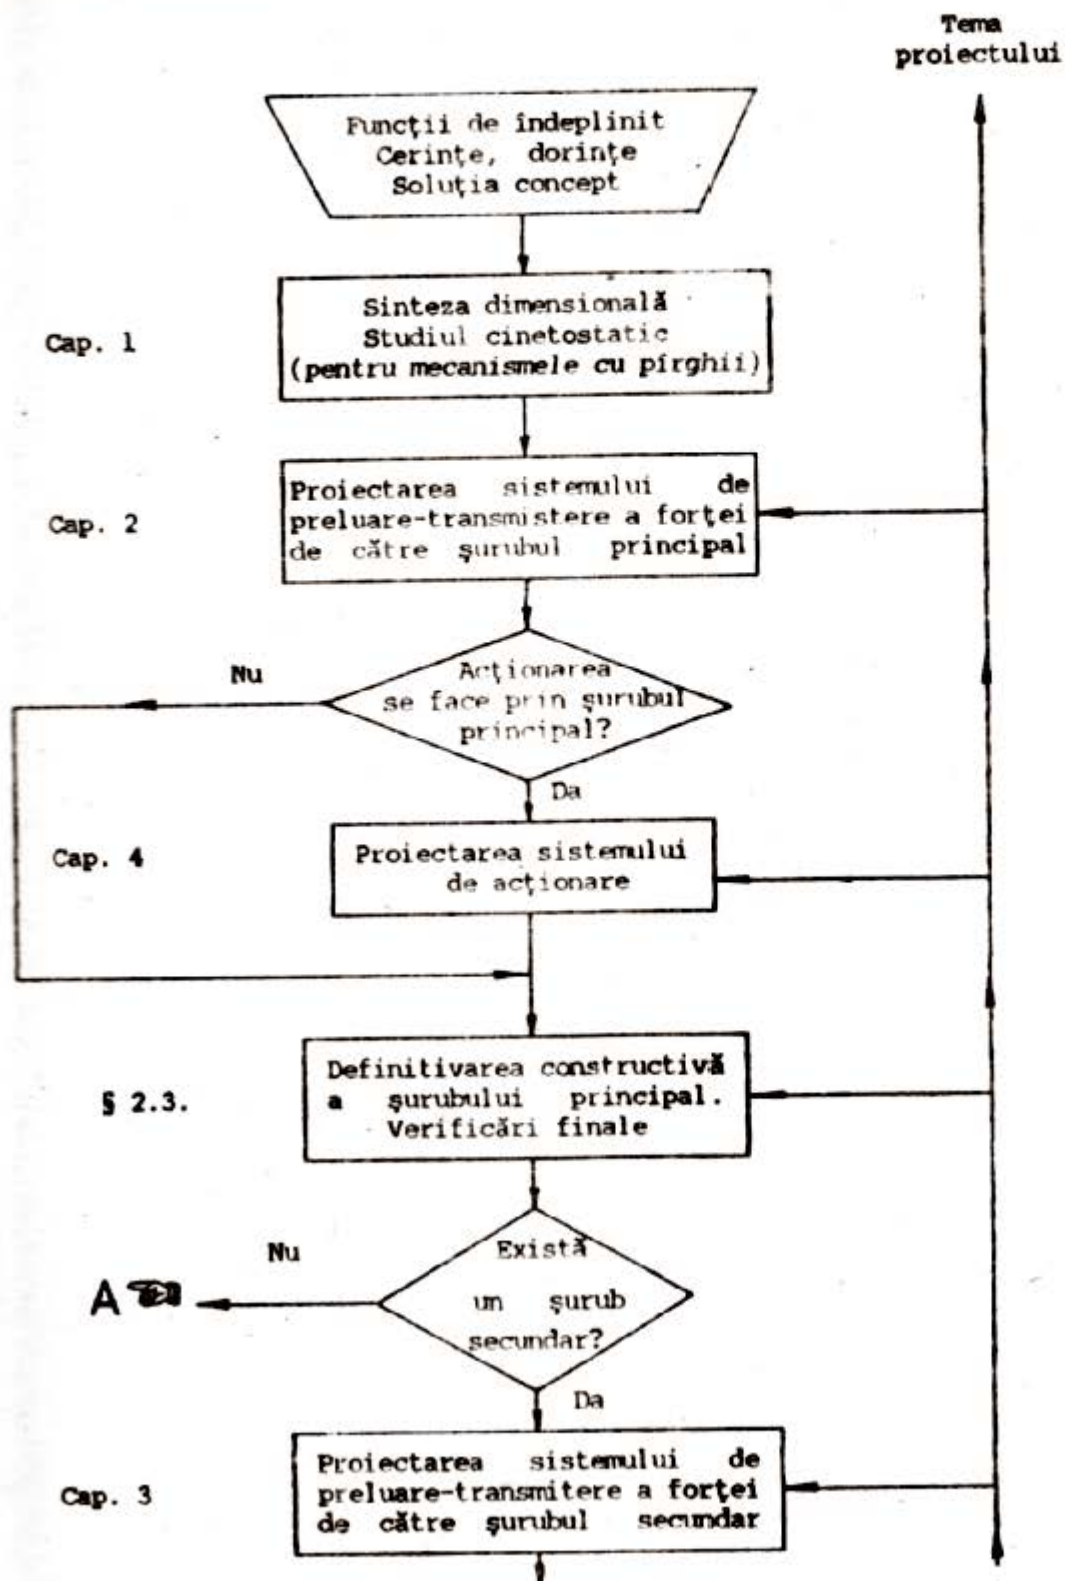 Tema
proiectului
Funcţii de îndeplinit
Cerinţe, dorinţe
Soluţia concept
Cap. 1
Sinteza dimensională
Studiul cinetostatic
(pentru mecanismele cu pîrghii)
Cap. 2
Proiectarea sistemului de
preluare-transmistere a forţei
de către şurubul principal
Nu
Acţionarea
se face prin şurubul
principal?
Da
Cap. 4
Proiectarea sistemului
de acţionare
§ 2.3.
Definitivarea constructivă
a şurubului principal.
Verificări finale
Nu
Există
un şurub
secundar?
A
Da
Cap. 3
Proiectarea sistemului de
preluare-transmitere a forţei
de către şurubul secundar